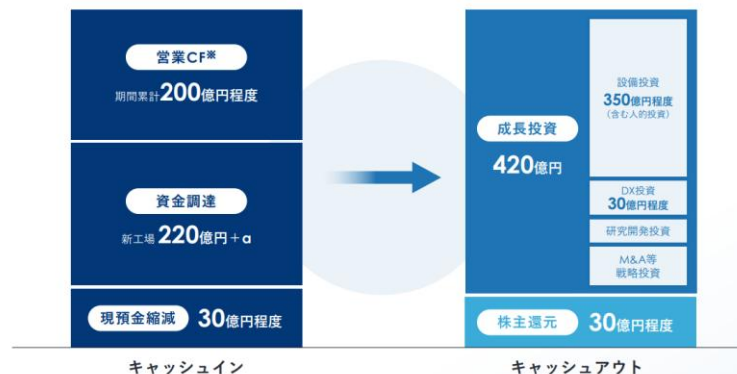 営業CF※
期間累計200億円程度
資金調達
新工場 220億円+α
現預金縮減 30億円程度
キャッシュイン
成長投資
420億円
設備投資
350億円程度
(含む人的投資)
DX投資
30億円程度
研究開発投資
M&A等
戦略投資
株主還元 30億円程度
キャッシュアウト